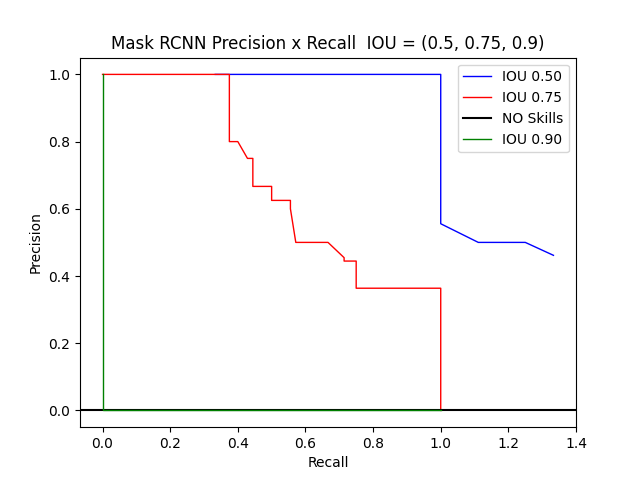 Mask RCNN Precision x Recall  IOU = (0.5, 0.75, 0.9)
IOU 0.50
IOU 0.75
NO Skills
IOU 0.90
Precision
1.0
0.8
0.6
0.4
0.2
0.0
0.0 0.2 0.4 0.6 0.8 1.0 1.2 1.4
Recall